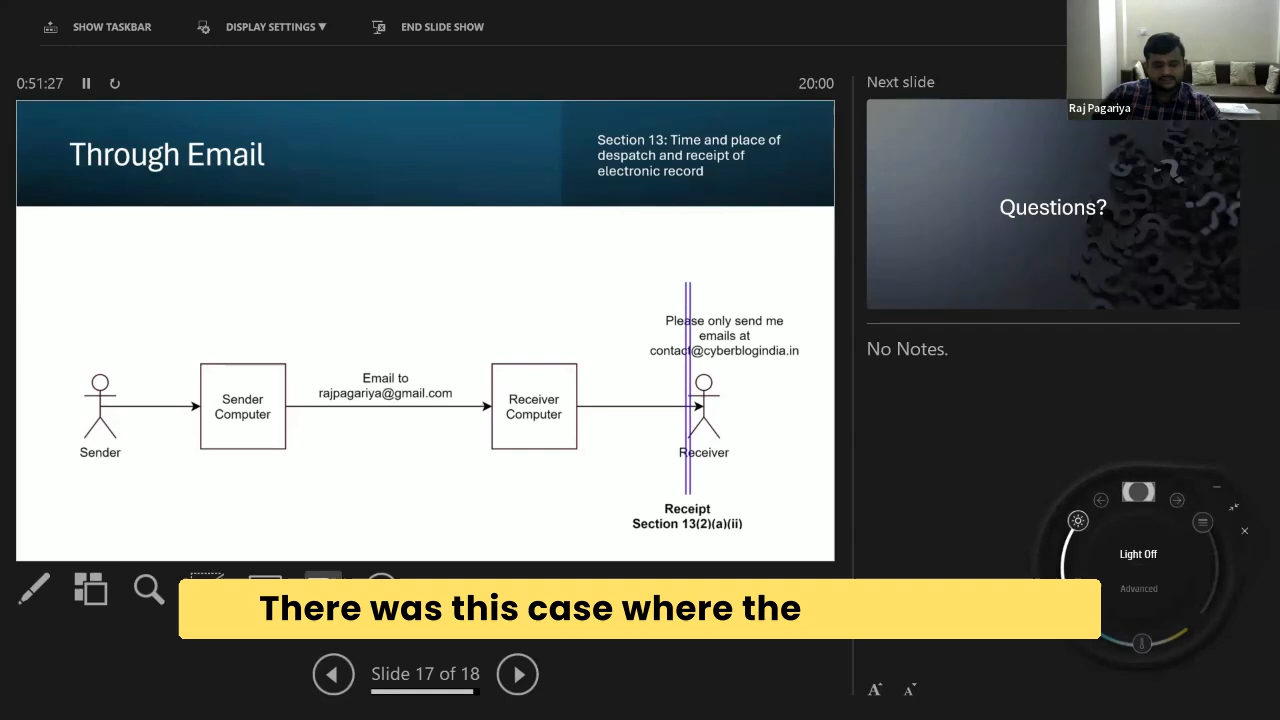 SHOW TASKBAR
DISPLAY SETTINGS ▼
END SLIDE SHOW
0:51:27
20:00
Next slide
Raj Pagariya
Through Email
Section 13: Time and place of
despatch and receipt of
electronic record
Questions?
Please only send me
emails at
contact@cyberblogindia.in
No Notes.
Email to
rajpagariya@gmail.com
Sender
Computer
Receiver
Computer
Sender
Receiver
Receipt
Section 13(2)(a)(ii)
Light Off
Advanced
There was this case where the
Slide 17 of 18
A
A